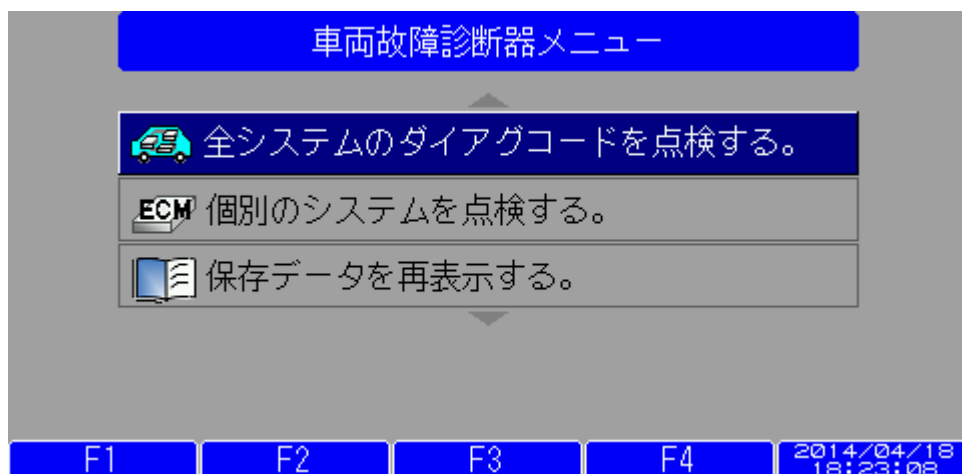 車両故障診断器メニュー
全システムのダイアグコードを点検する。
ECM 個別のシステムを点検する。
保存データを再表示する。
F1 F2 F3 F4 2014/04/18
18:23:08